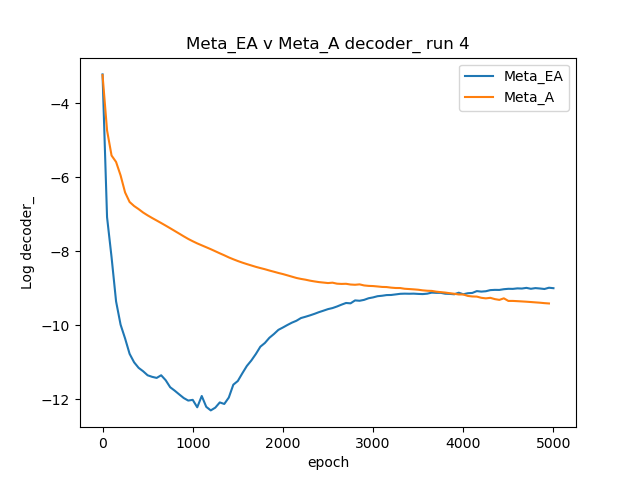 Meta_EA v Meta_A decoder_ run 4
Meta_EA
Meta_A
Log decoder_
−4
−6
−8
−10
−12
0 1000 2000 3000 4000 5000
epoch